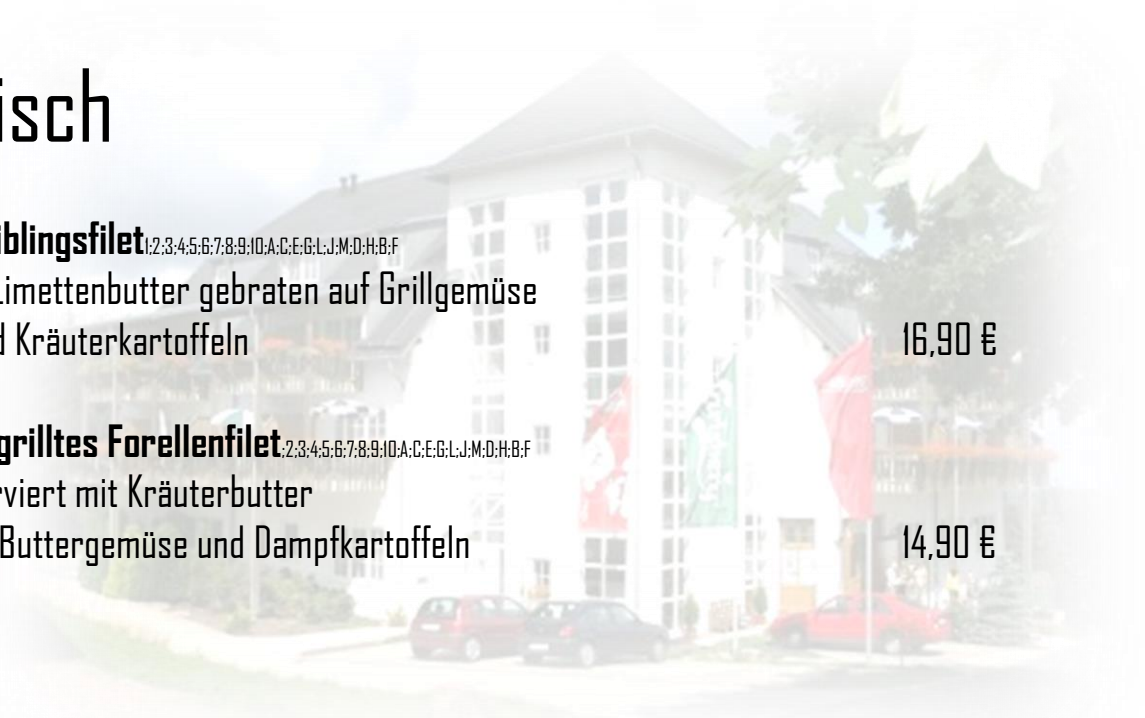 isch
iblingsfilet1;2;3;4;5;6;7;8;9;10;A;C;E;G;L;J;M;D;H;B;F
Limettenbutter gebraten auf Grillgemüse
d Kräuterkartoffeln 16,90 €
grilltes Forellenfilet;2;3;4;5;6;7;8;9;10;A;C;E;G;L;J;M;D;H;B;F
rviert mit Kräuterbutter
Buttergemüse und Dampfkartoffeln 14,90 €